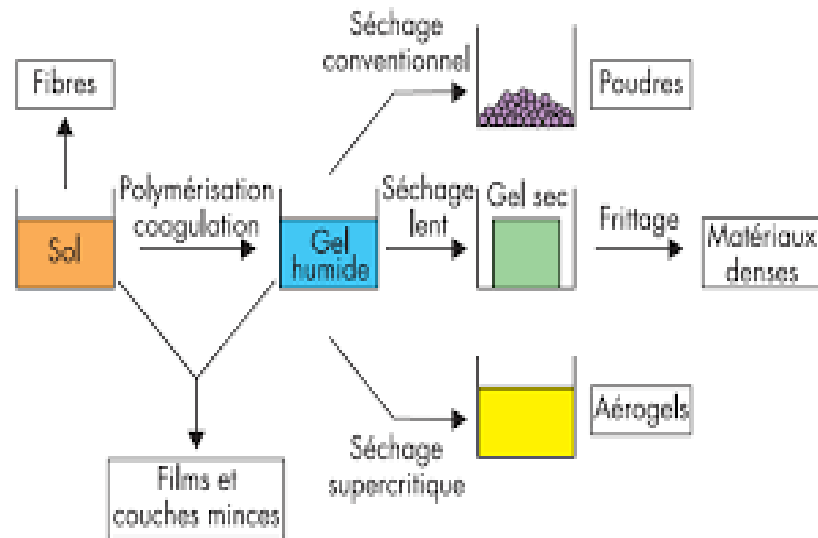 Séchage
conventionnel
Fibres
Poudres
Polymérisation
coagulation
Séchage
lent
Gel sec
Frittage
Sol
Gel
humide
Matériaux
denses
Aérogels
Séchage
supercritique
Films et
couches minces